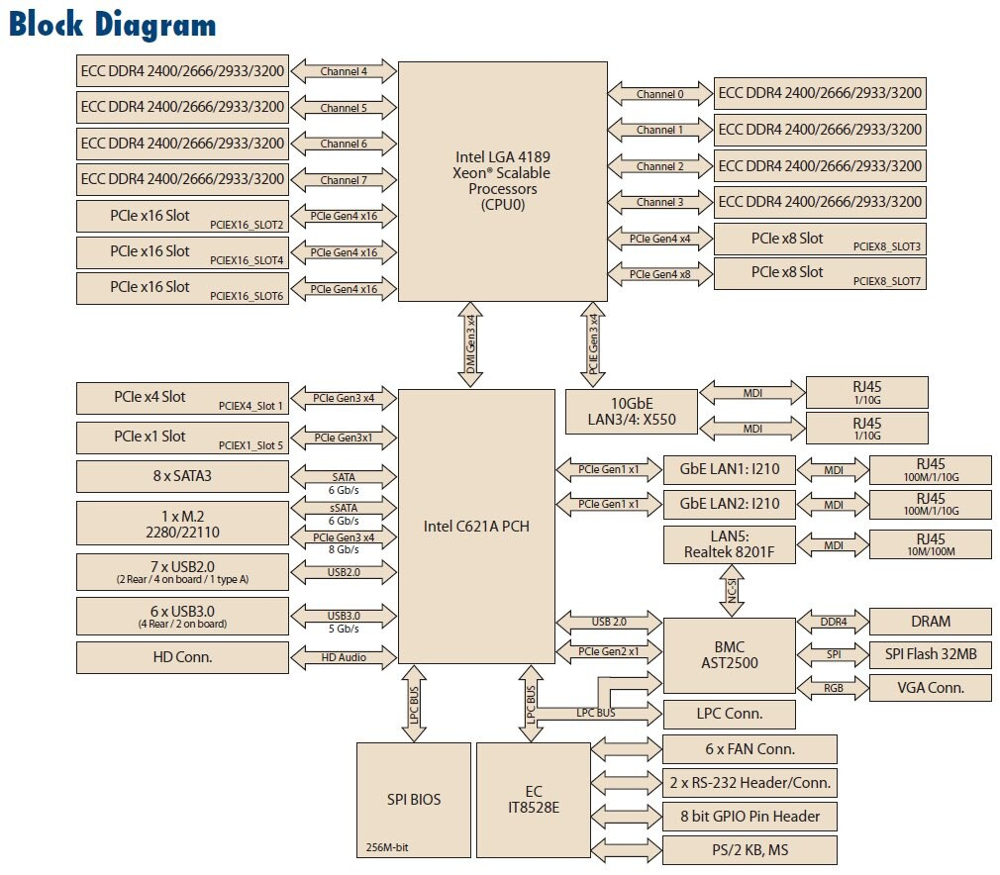 Block Diagram
ECC DDR4 2400/2666/2933/3200
Channel 4
ECC DDR4 2400/2666/2933/3200
Channel 5
ECC DDR4 2400/2666/2933/3200
Channel 6
ECC DDR4 2400/2666/2933/3200
Channel 7
PCIe x16 Slot
PCIEX16_SLOT2
PCIe Gen4 x16
PCIe x16 Slot
PCIEX16_SLOT4
PCIe Gen4 x16
PCIe x16 Slot
PCIEX16_SLOT6
PCIe Gen4 x16
Intel LGA 4189
Xeon® Scalable
Processors
(CPU0)
Channel 0
ECC DDR4 2400/2666/2933/3200
Channel 1
ECC DDR4 2400/2666/2933/3200
Channel 2
ECC DDR4 2400/2666/2933/3200
Channel 3
ECC DDR4 2400/2666/2933/3200
PCIe Gen4 x4
PCIe x8 Slot
PCIEX8_SLOT3
PCIe Gen4 x8
PCIe x8 Slot
PCIEX8_SLOT7
DMI Gen3 x4
PCIE Gen3 x4
PCIe x4 Slot
PCIEX4_Slot 1
PCIe Gen3 x4
PCIe x1 Slot
PCIEX1_Slot 5
PCIe Gen3x1
8 x SATA3
SATA
6 Gb/s
1 x M.2
2280/22110
sSATA
6 Gb/s
PCIe Gen3 x4
8 Gb/s
7 x USB2.0
(2 Rear / 4 on board / 1 type A)
USB2.0
6 x USB3.0
(4 Rear / 2 on board)
USB3.0
5 Gb/s
HD Conn.
HD Audio
Intel C621A PCH
10GbE
LAN3/4: X550
MDI
RJ45
1/10G
MDI
RJ45
1/10G
PCIe Gen1 x1
GbE LAN1: I210
MDI
RJ45
100M/1/10G
PCIe Gen1 x1
GbE LAN2: I210
MDI
RJ45
100M/1/10G
LAN5:
Realtek 8201F
MDI
RJ45
10M/100M
NC-SI
USB 2.0
PCIe Gen2 x1
BMC
AST2500
DDR4
DRAM
SPI
SPI Flash 32MB
RGB
VGA Conn.
LPC BUS
LPC BUS
LPC BUS
LPC Conn.
SPI BIOS
256M-bit
EC
IT8528E
6 x FAN Conn.
2 x RS-232 Header/Conn.
8 bit GPIO Pin Header
PS/2 KB, MS